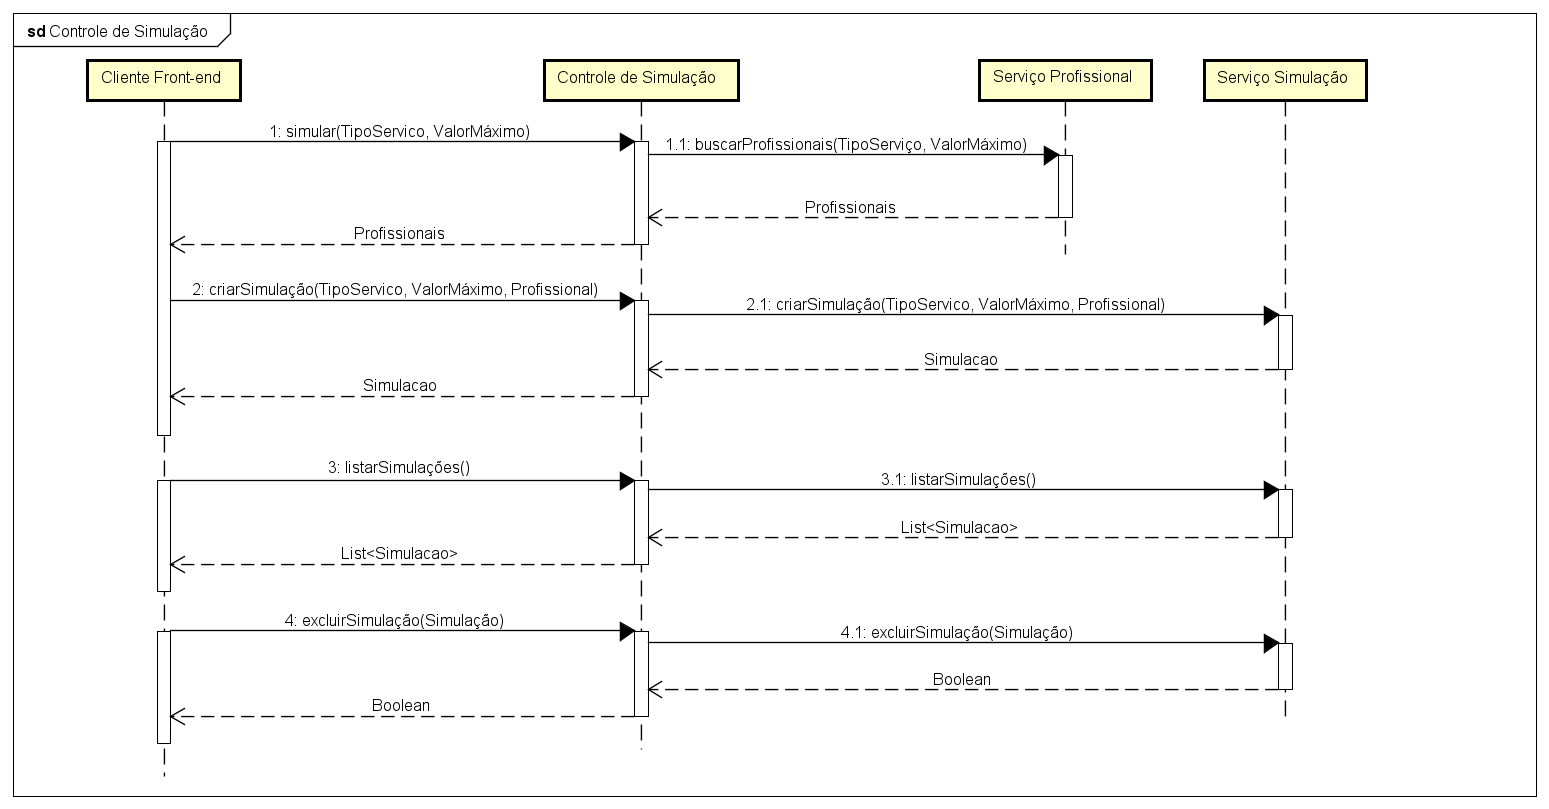 sd Controle de Simulação
Cliente Front-end
Controle de Simulação
Serviço Profissional
Serviço Simulação
1: simular(TipoServico, ValorMáximo)
1.1: buscarProfissionais(TipoServiço, ValorMáximo)
Profissionais
Profissionais
2: criarSimulação(TipoServico, ValorMáximo, Profissional)
2.1: criarSimulação(TipoServico, ValorMáximo, Profissional)
Simulacao
Simulacao
3: listarSimulações()
3.1: listarSimulações()
List<Simulacao>
List<Simulacao>
4: excluirSimulação(Simulação)
4.1: excluirSimulação(Simulação)
Boolean
Boolean